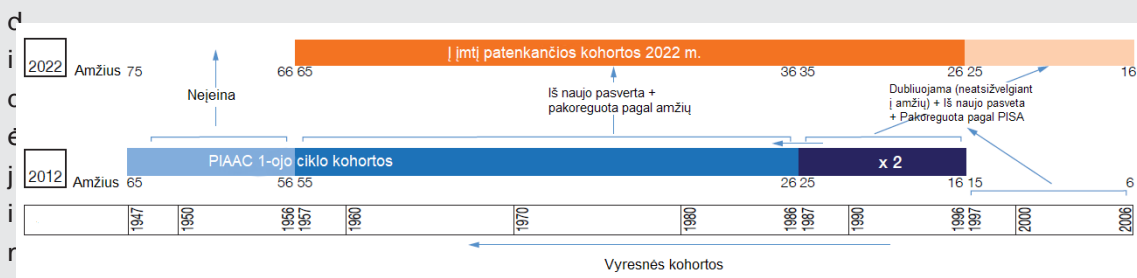 d
i
c
ė
j
i
r
Į imtį patenkančios kohortos 2022 m.
2022 Amžius 75 66 65 36 35 26 25 16
Neįeina
Iš naujo pasverta +
pakoreguota pagal amžių
Dubliuojama (neatsižvelgiant
į amžių) + Iš naujo pasveta
+ Pakoreguota pagal PISA
PIAAC 1-ojo ciklo kohortos x 2
2012 Amžius 65 56 55 26 25 16 15 6
1947 1950 1956 1957 1960 1970 1980 1986 1987 1990 1996 1997 2000 2006
Vyresnės kohortos